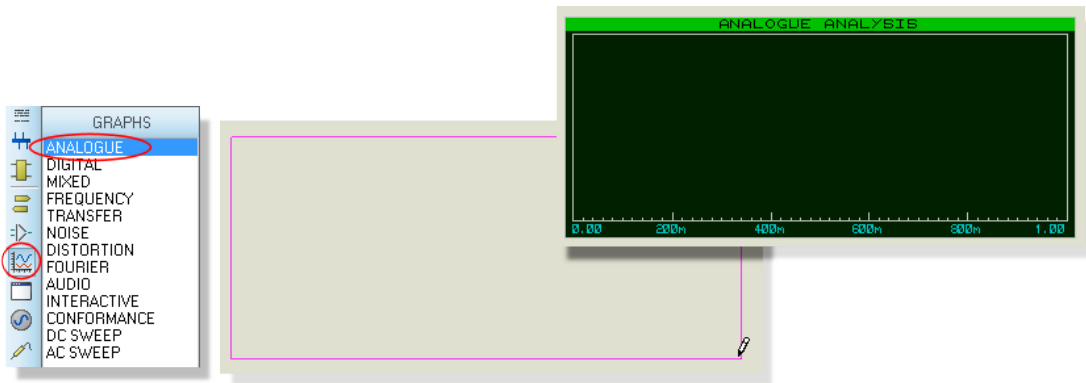 ANALOGUE ANALYSIS
0.00 200m 400m 600m 800m 1.00
GRAPHS
ANALOGUE
DIGITAL
MIXED
FREQUENCY
TRANSFER
NOISE
DISTORTION
FOURIER
AUDIO
INTERACTIVE
CONFORMANCE
DC SWEEP
AC SWEEP